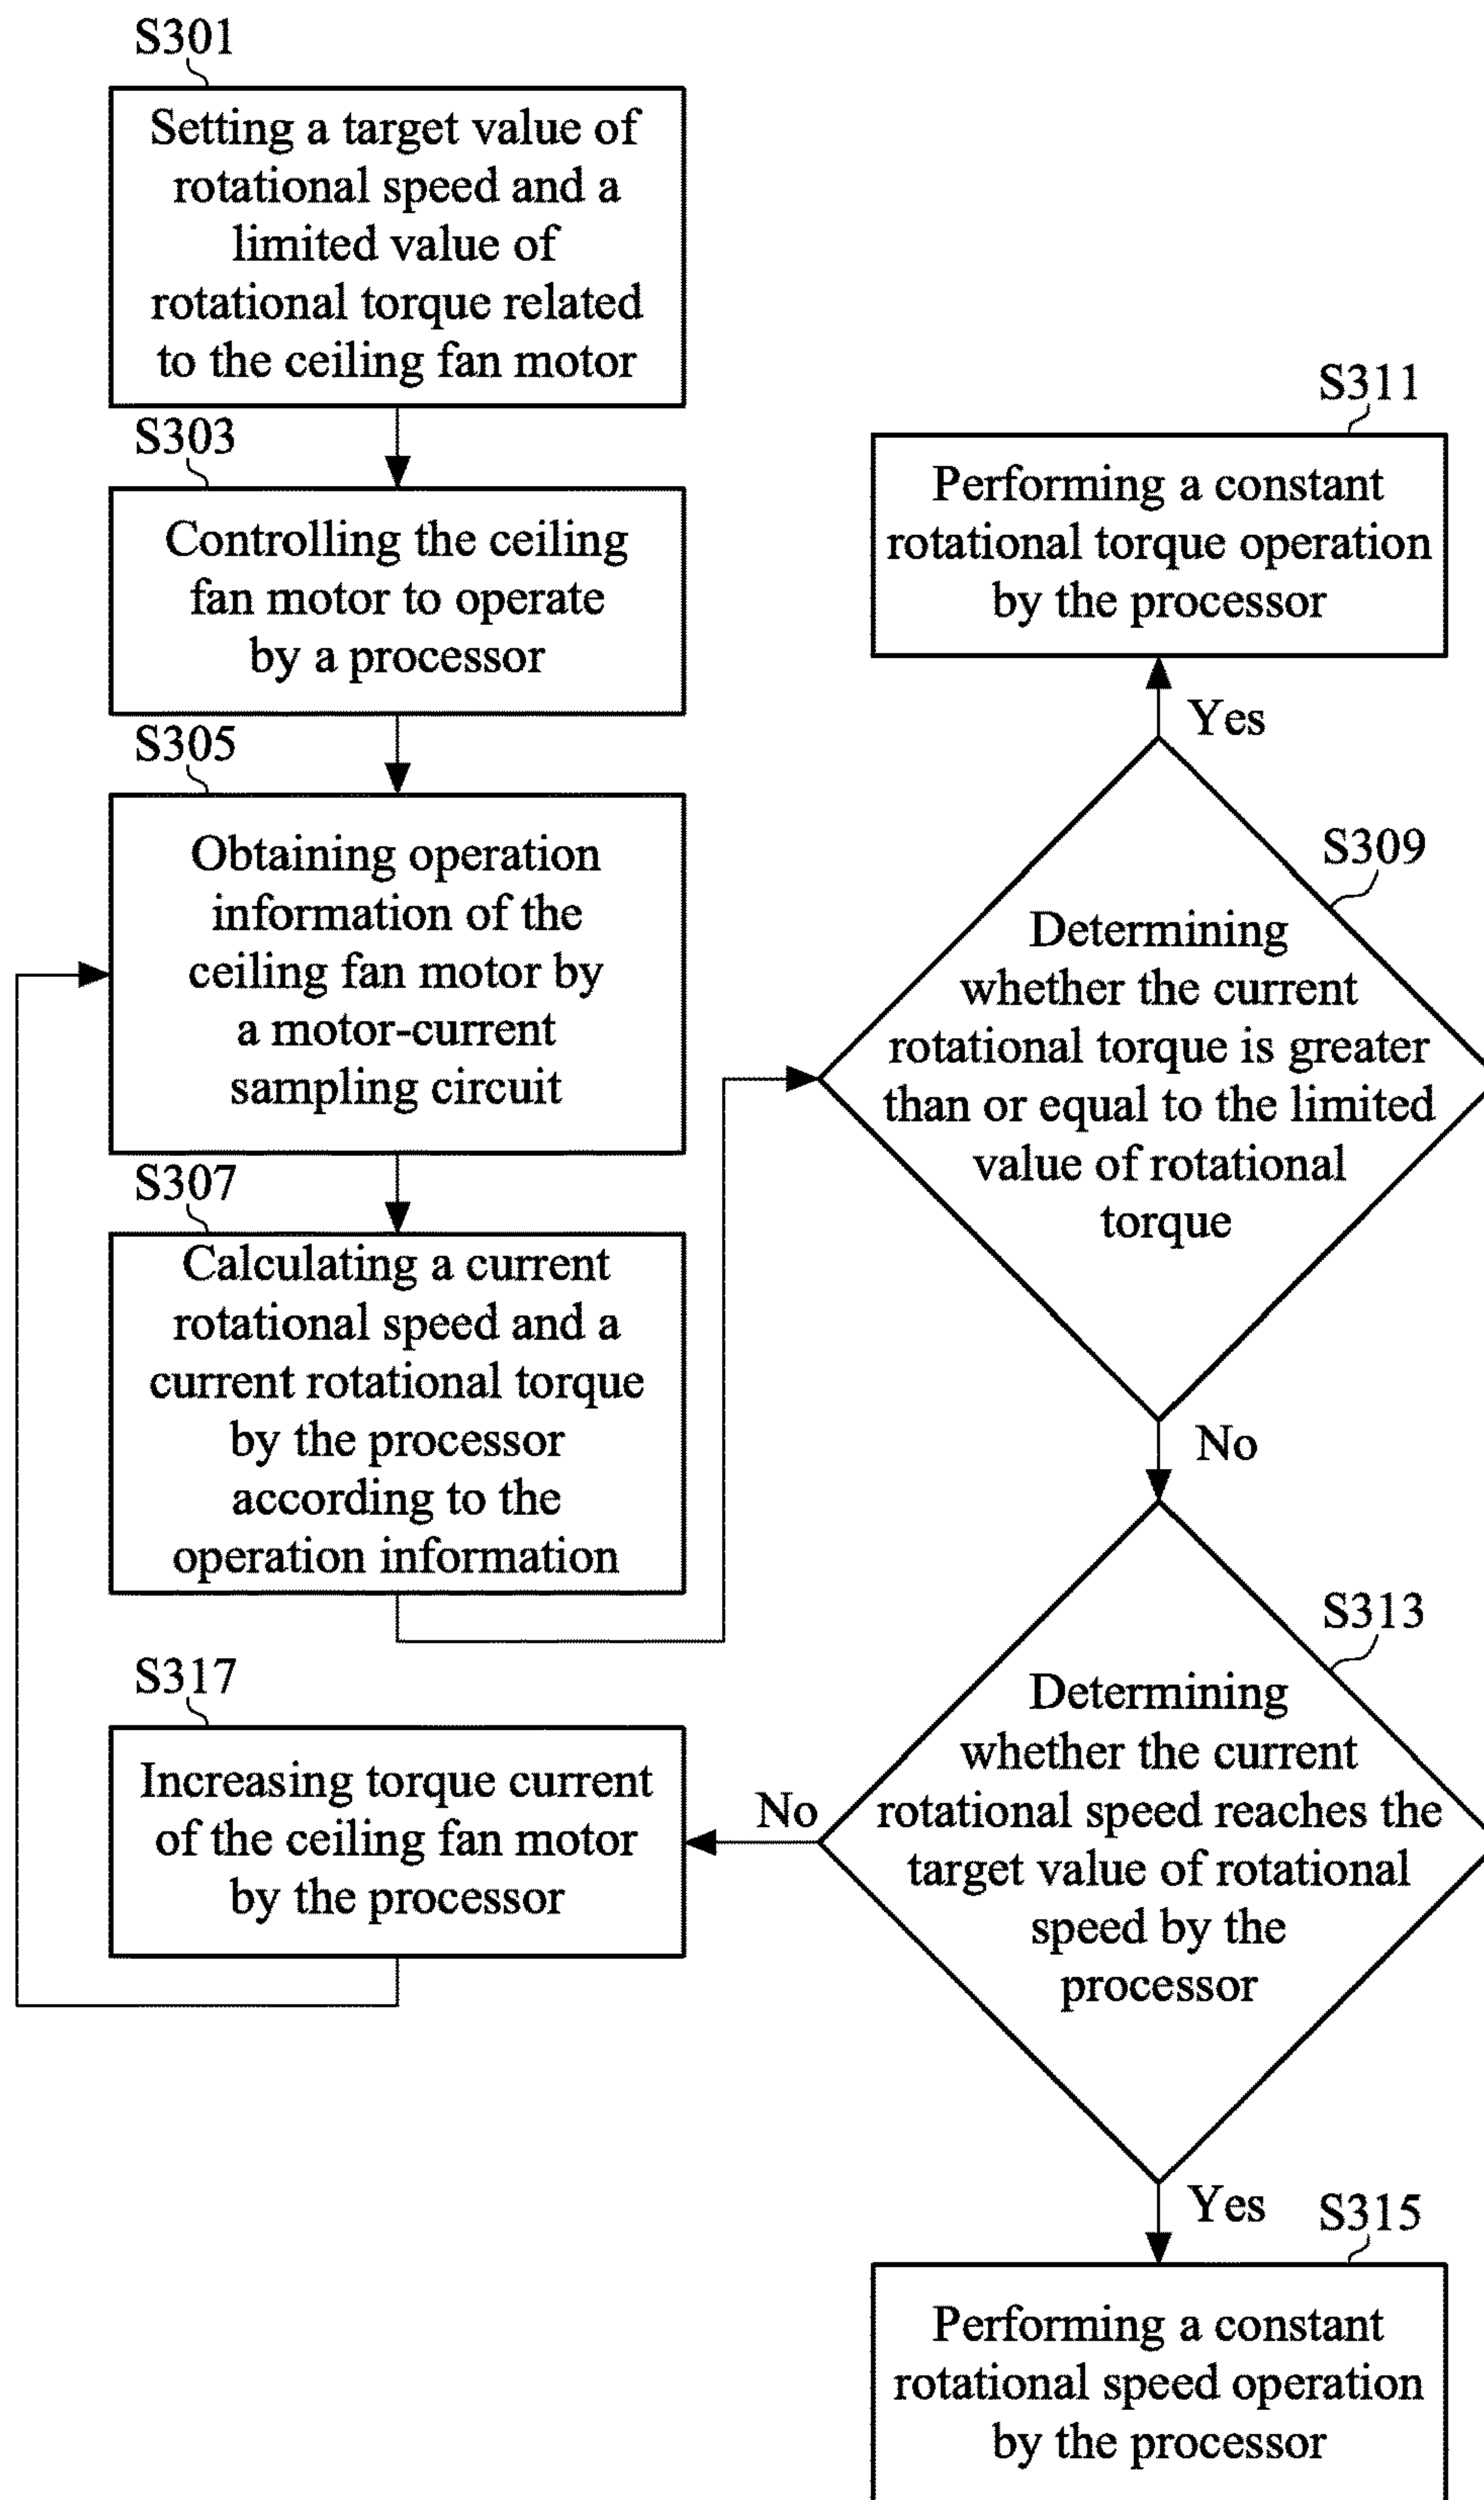 S301
Setting a target value of
rotational speed and a
limited value of
rotational torque related
to the ceiling fan motor
S303
Controlling the ceiling
fan motor to operate
by a processor
S305
Obtaining operation
information of the
ceiling fan motor by
a motor-current
sampling circuit
S307
Calculating a current
rotational speed and a
current rotational torque
by the processor
according to the
operation information
S311
Performing a constant
rotational torque operation
by the processor
Yes
S309
Determining
whether the current
rotational torque is greater
than or equal to the limited
value of rotational
torque
No
S313
Determining
whether the current
rotational speed reaches the
target value of rotational
speed by the
processor
No
S317
Increasing torque current
of the ceiling fan motor
by the processor
Yes
S315
Performing a constant
rotational speed operation
by the processor